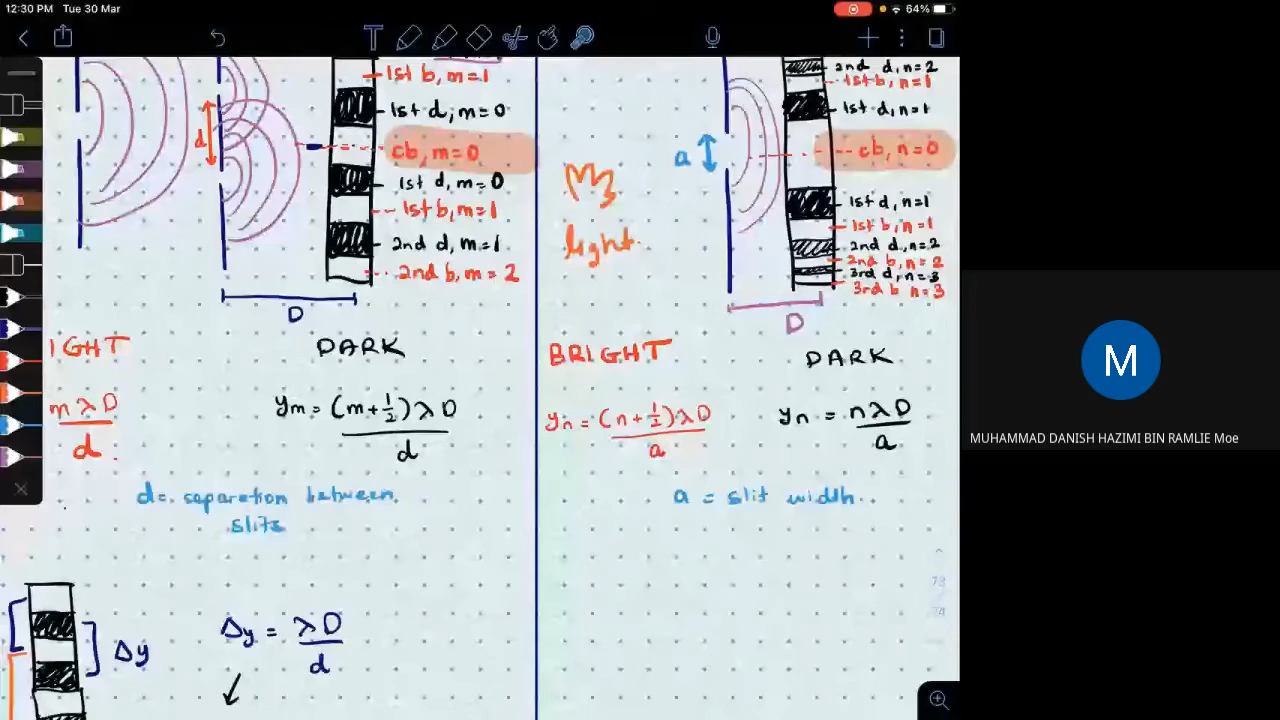 12:30 PM Tue 30 Mar
64%
1st b, m=1
1st d, m=0
d
cb, m=0
1st d, m=0
1st b, m=1
2nd d, m=1
2nd b, m=2
D
2nd d, n=2
1st b, n=1
1st d, n=1
a
cb, n=0
1st d, n=1
1st b, n=1
2nd d, n=2
2nd b, n=2
3rd d, n=3
3rd b n=3
light.
D
IGHT
DARK
mλD
d
ym = (m+1/2)λD
d
d = separation between
slits
BRIGHT
DARK
yn = (n+1/2)λD
a
yn = nλD
a
a = slit width.
Δy
Δy = λD
d
73
74
M
MUHAMMAD DANISH HAZIMI BIN RAMLIE Moe